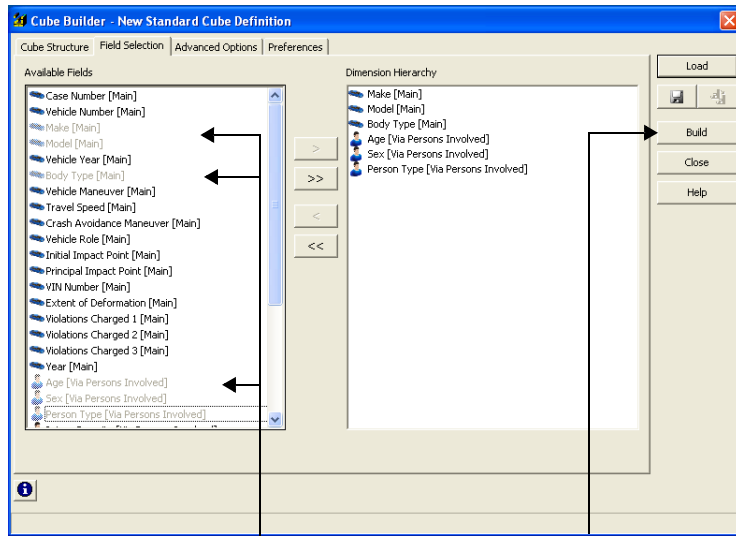 Cube Builder - New Standard Cube Definition
Cube Structure Field Selection Advanced Options Preferences
Available Fields
Case Number [Main]
Vehicle Number [Main]
Make [Main]
Model [Main]
Vehicle Year [Main]
Body Type [Main]
Vehicle Maneuver [Main]
Travel Speed [Main]
Crash Avoidance Maneuver [Main]
Vehicle Role [Main]
Initial Impact Point [Main]
Principal Impact Point [Main]
VIN Number [Main]
Extent of Deformation [Main]
Violations Charged 1 [Main]
Violations Charged 2 [Main]
Violations Charged 3 [Main]
Year [Main]
Age [Via Persons Involved]
Sex [Via Persons Involved]
Person Type [Via Persons Involved]
>
>>
<
<<
Dimension Hierarchy
Make [Main]
Model [Main]
Body Type [Main]
Age [Via Persons Involved]
Sex [Via Persons Involved]
Person Type [Via Persons Involved]
Load
Build
Close
Help